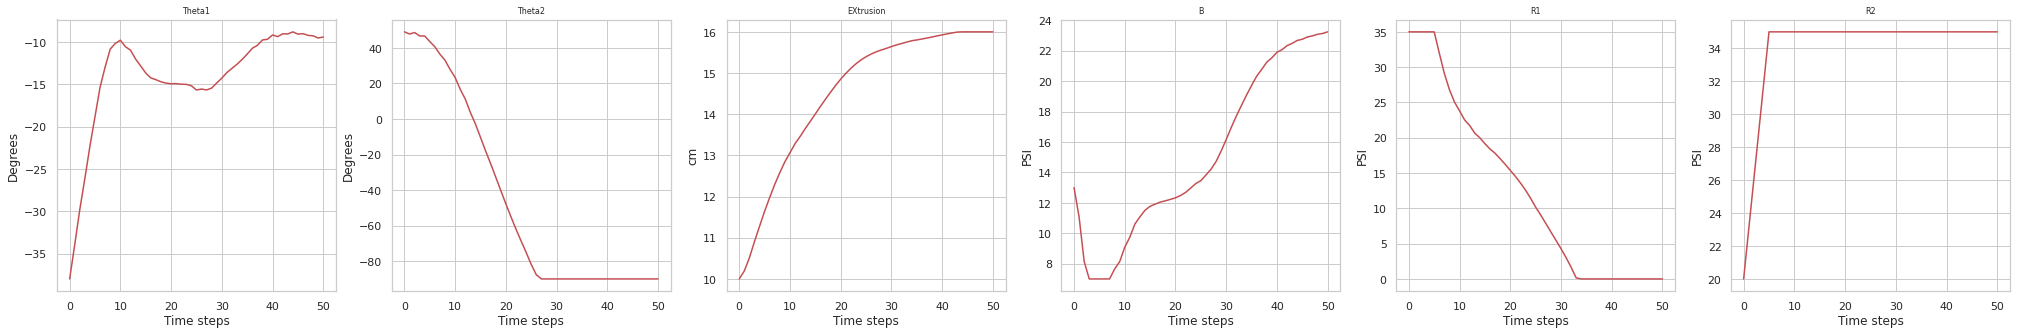 Theta1
Degrees
−10
−15
−20
−25
−30
−35
0 10 20 30 40 50
Time steps
Theta2
Degrees
40
20
0
−20
−40
−60
−80
0 10 20 30 40 50
Time steps
EXtrusion
cm
16
15
14
13
12
11
10
0 10 20 30 40 50
Time steps
B
PSI
24
22
20
18
16
14
12
10
8
0 10 20 30 40 50
Time steps
R1
PSI
35
30
25
20
15
10
5
0
0 10 20 30 40 50
Time steps
R2
PSI
34
32
30
28
26
24
22
20
0 10 20 30 40 50
Time steps